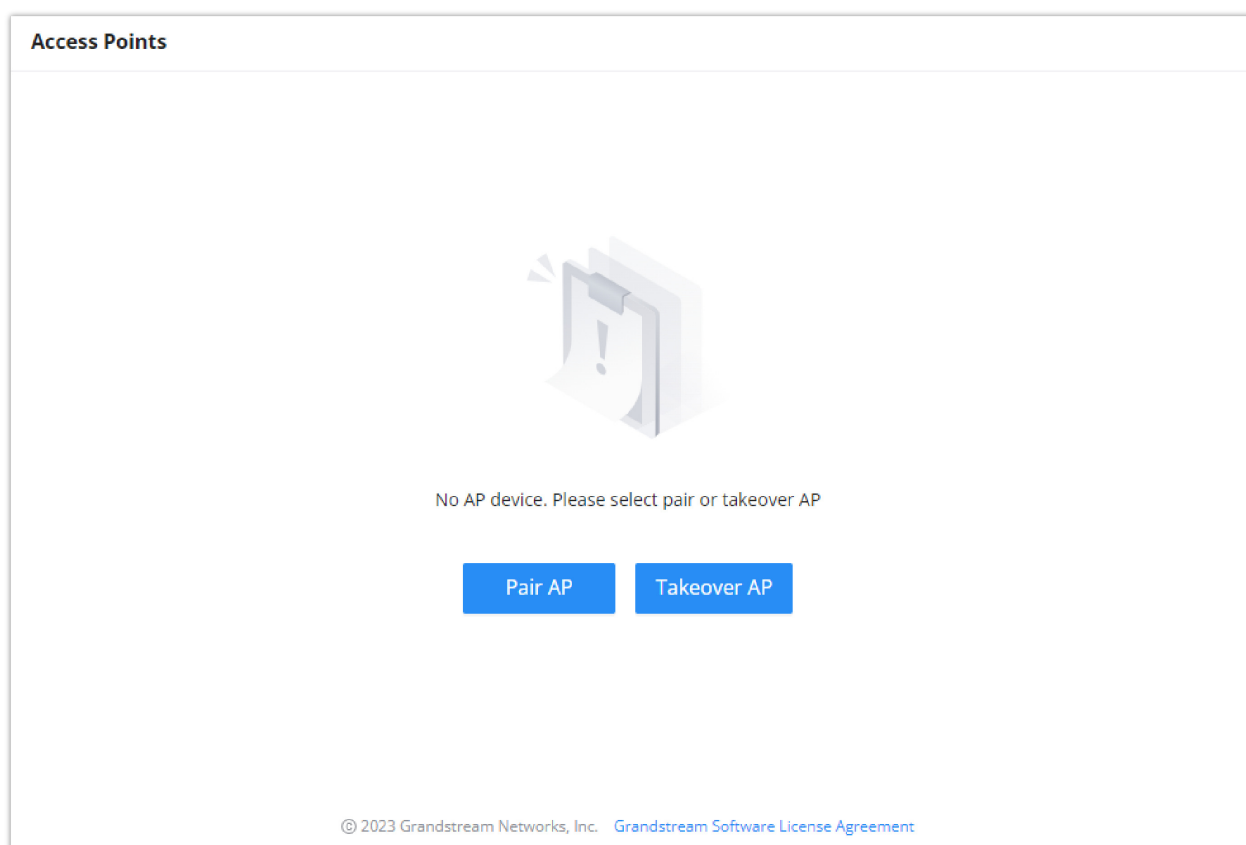 Access Points
No AP device. Please select pair or takeover AP
Pair AP Takeover AP
© 2023 Grandstream Networks, Inc. Grandstream Software License Agreement